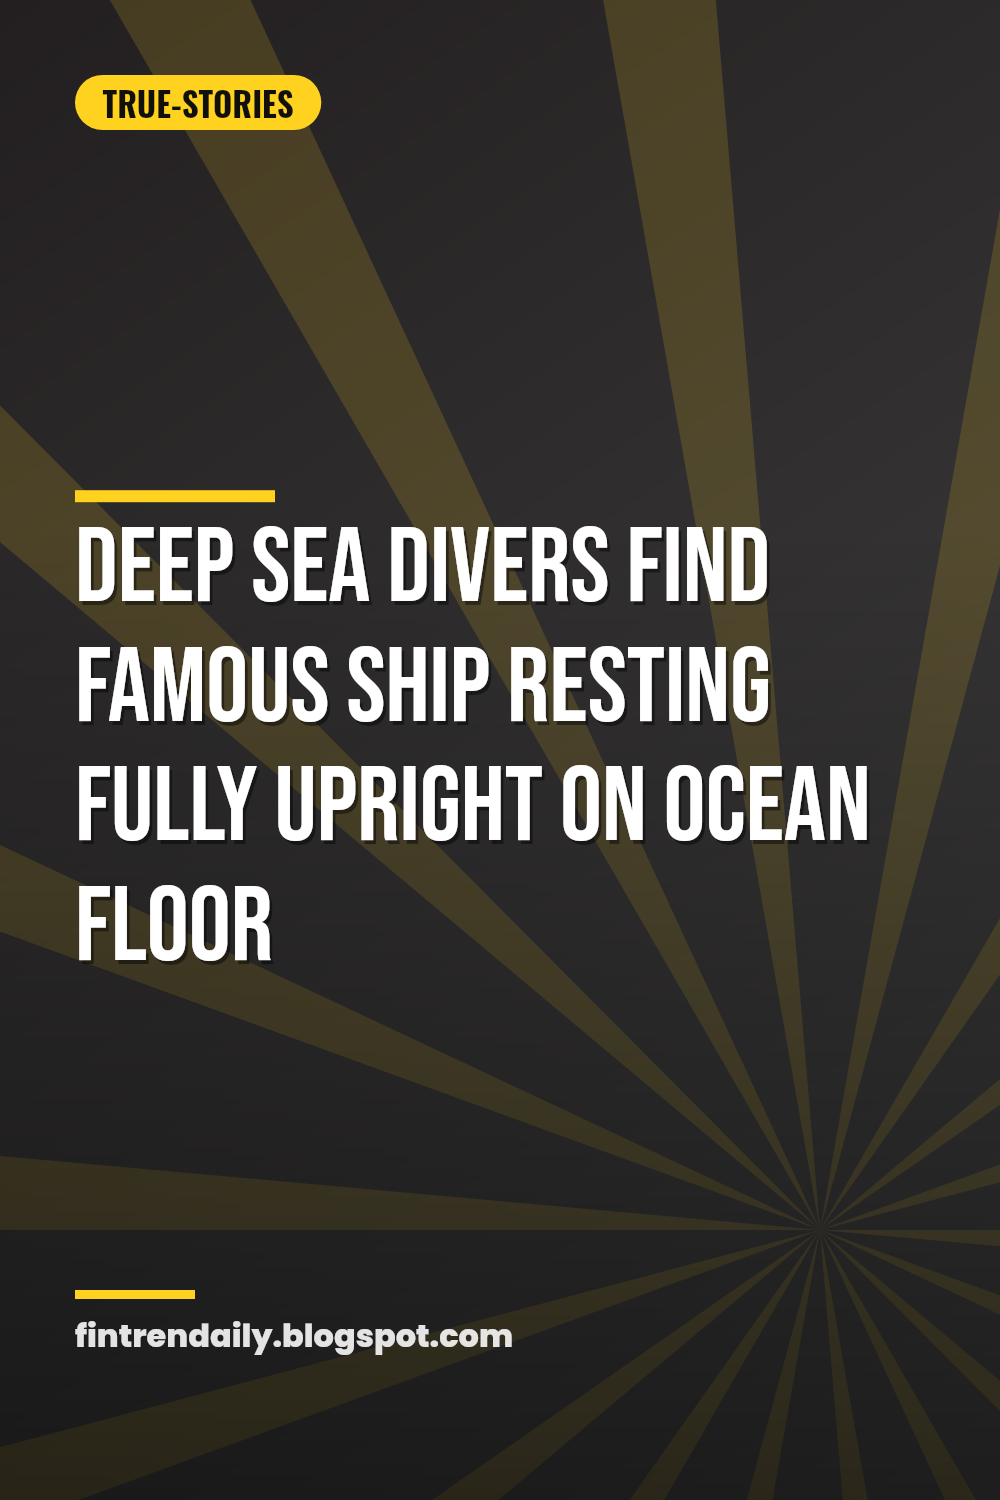 TRUE-STORIES
DEEP SEA DIVERS FIND
FAMOUS SHIP RESTING
FULLY UPRIGHT ON OCEAN
FLOOR
fintrendaily.blogspot.com